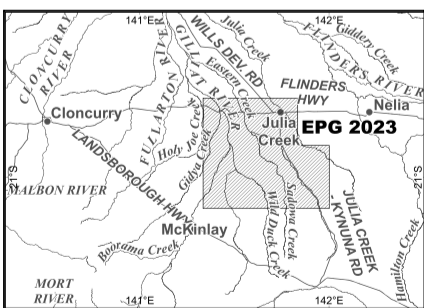 141°E
142°E
CLONCURRY
RIVER
FULLARTON RIVER
GILLIAT RIVER
WILLS DEV. RD
Eastern Creek
Julia Creek
FLINDERS RIVER
Giddery Creek
FLINDERS
HWY
Cloncurry
Julia
Creek
Nelia
EPG 2023
Holy Joe Creek
Gidya Creek
LANDSBOROUGH HWY
21°S
21°S
MALBON RIVER
Sadowa Creek
Wild Duck Creek
JULIA CREEK
- KYNUNA RD
McKinlay
Boorama Creek
Hamilton Creek
MORT
RIVER
141°E
142°E